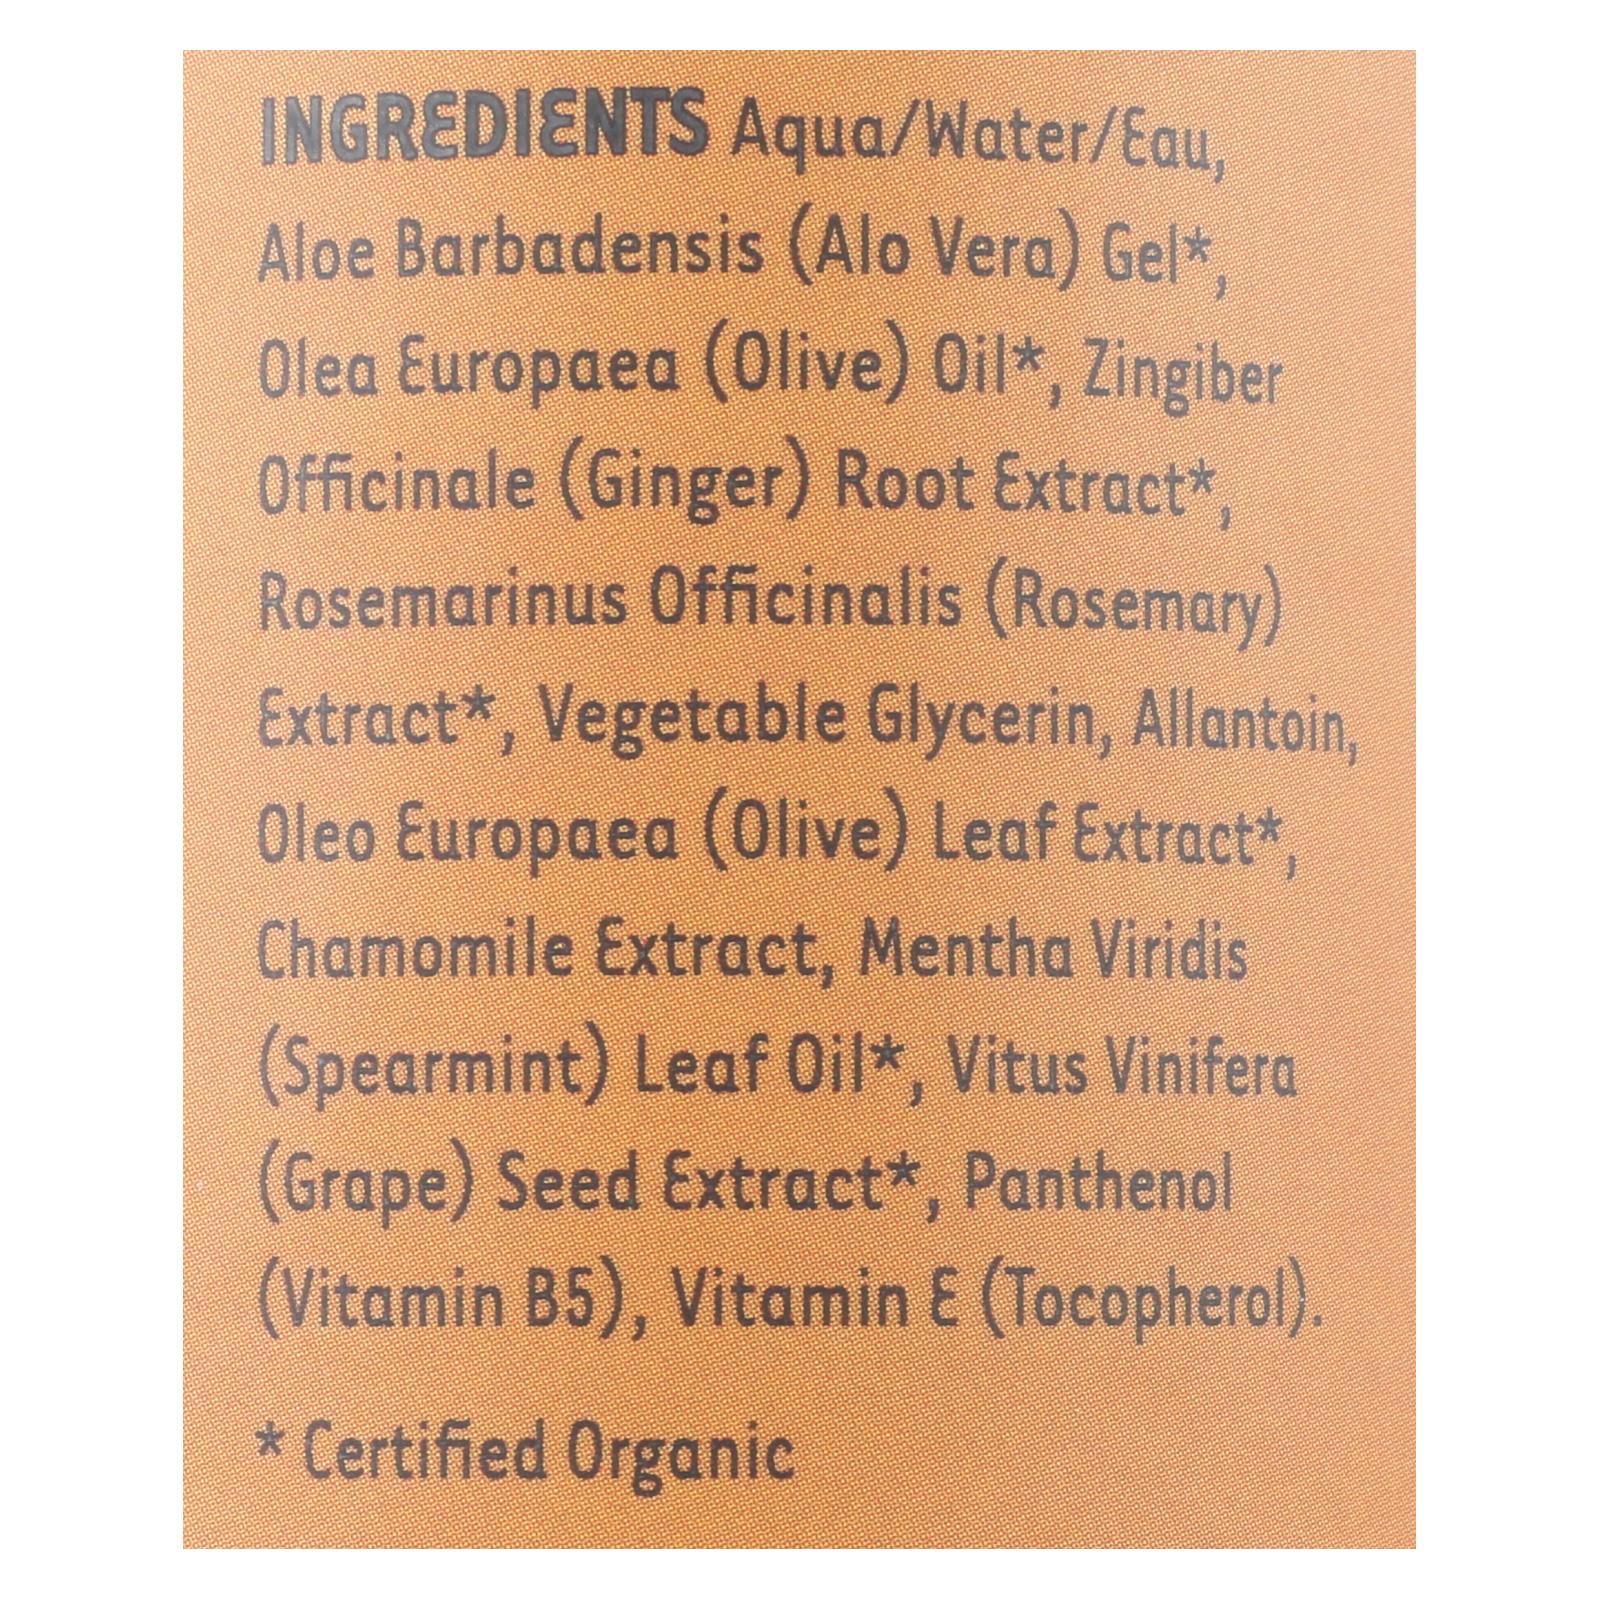 INGREDIENTS Aqua/Water/Eau,
Aloe Barbadensis (Alo Vera) Gel*,
Olea Europaea (Olive) Oil*, Zingiber
Officinale (Ginger) Root Extract*,
Rosemarinus Officinalis (Rosemary)
Extract*, Vegetable Glycerin, Allantoin,
Oleo Europaea (Olive) Leaf Extract*,
Chamomile Extract, Mentha Viridis
(Spearmint) Leaf Oil*, Vitus Vinifera
(Grape) Seed Extract*, Panthenol
(Vitamin B5), Vitamin E (Tocopherol).
* Certified Organic